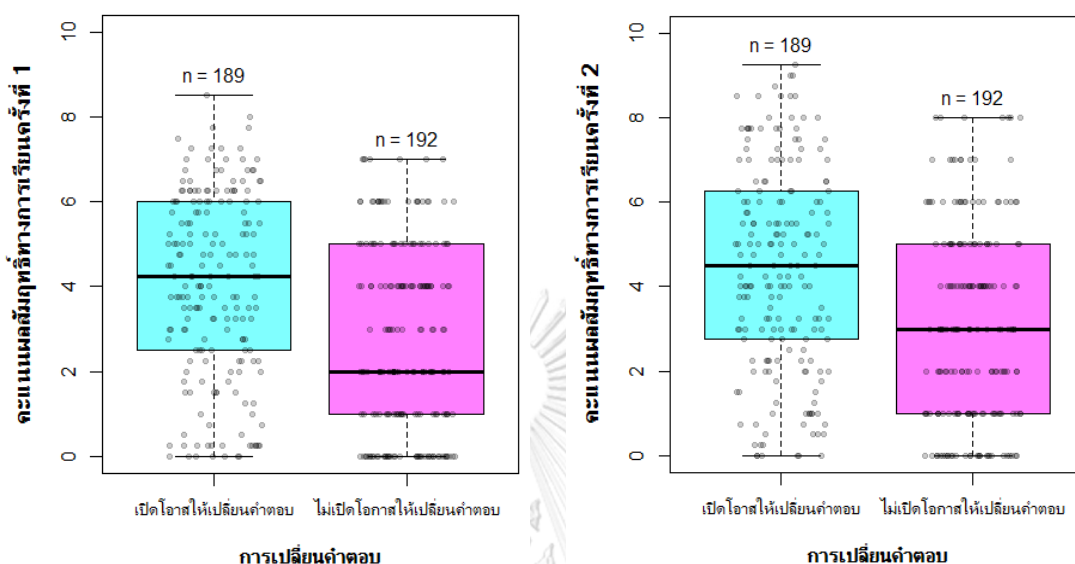 คะแนนผลสัมฤทธิ์ทางการเรียนครั้งที่ 1
10
8
6
4
2
0
n = 189
n = 192
เปิดโอาสให้เปลี่ยนคำตอบ ไม่เปิดโอกาสให้เปลี่ยนคำตอบ
การเปลี่ยนคำตอบ
คะแนนผลสัมฤทธิ์ทางการเรียนครั้งที่ 2
10
8
6
4
2
0
n = 189
n = 192
เปิดโอาสให้เปลี่ยนคำตอบ ไม่เปิดโอกาสให้เปลี่ยนคำตอบ
การเปลี่ยนคำตอบ